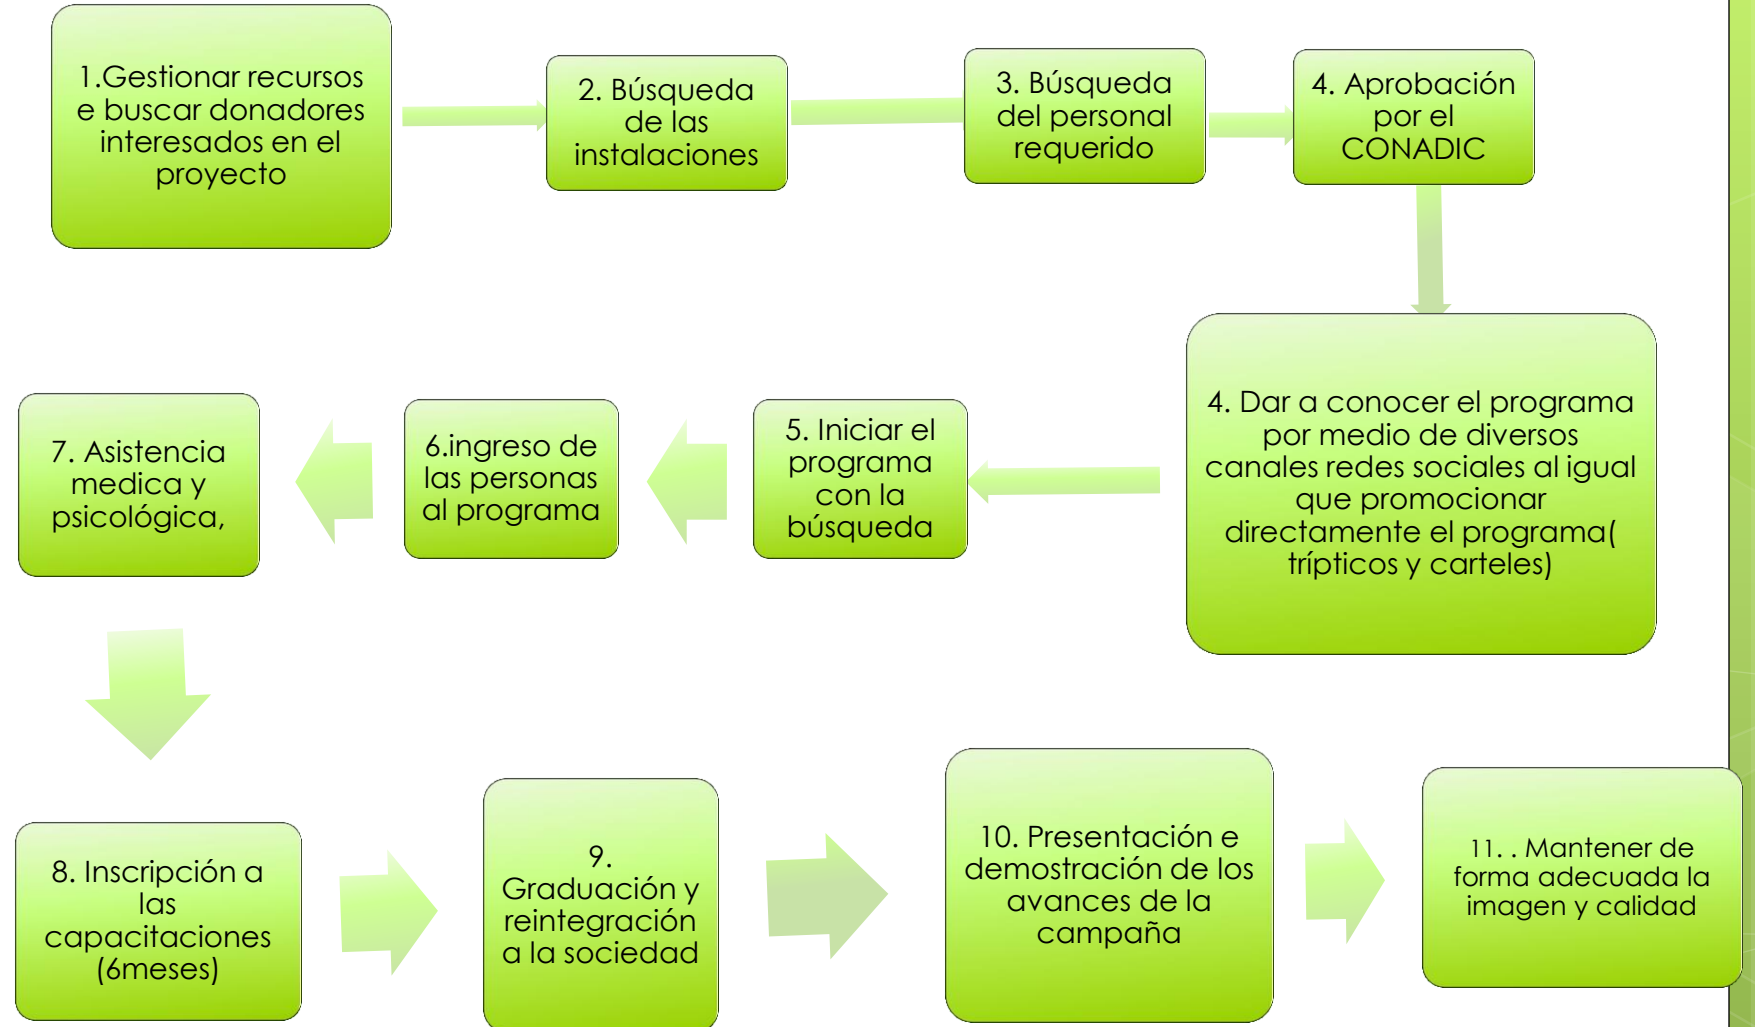 1.Gestionar recursos
e buscar donadores
interesados en el
proyecto
2. Búsqueda
de las
instalaciones
3. Búsqueda
del personal
requerido
4. Aprobación
por el
CONADIC
4. Dar a conocer el programa
por medio de diversos
canales redes sociales al igual
que promocionar
directamente el programa(
trípticos y carteles)
5. Iniciar el
programa
con la
búsqueda
6.ingreso de
las personas
al programa
7. Asistencia
medica y
psicológica,
8. Inscripción a
las
capacitaciones
(6meses)
9.
Graduación y
reintegración
a la sociedad
10. Presentación e
demostración de los
avances de la
campaña
11. . Mantener de
forma adecuada la
imagen y calidad